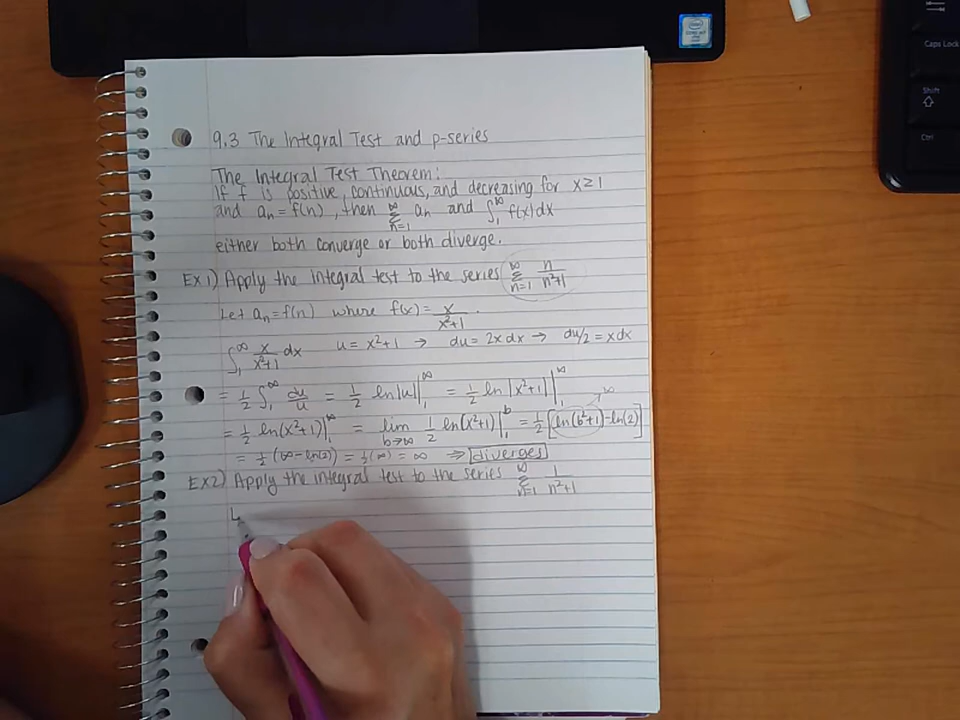 9.3 The Integral Test and p-series
The Integral Test Theorem:
If f is positive, continuous, and decreasing for x ≥ 1
and aₙ = f(n), then ∑_{n=1}^{∞} aₙ and ∫₁^∞ f(x) dx
either both converge or both diverge.
Ex 1) Apply the integral test to the series ∑_{n=1}^{∞} n/(n²+1)
Let aₙ = f(n) where f(x) = x/(x²+1).
∫₁^∞ x/(x²+1) dx u = x²+1 → du = 2x dx → du/2 = x dx
= 1/2 ∫₁^∞ du/u = 1/2 ln|u| |₁^∞ = 1/2 ln|x²+1| |₁^∞ ∞
= 1/2 ln(x²+1) |₁^∞ = lim_{b→∞} 1/2 ln(x²+1) |₁^b = 1/2 [ln(b²+1) - ln(2)]
= 1/2 (∞ - ln(2)) = 1/2 (∞) = ∞ ⇒ diverges
Ex 2) Apply the integral test to the series ∑_{n=1}^{∞} 1/(n²+1)
L
Caps Lock
Shift
Ctrl